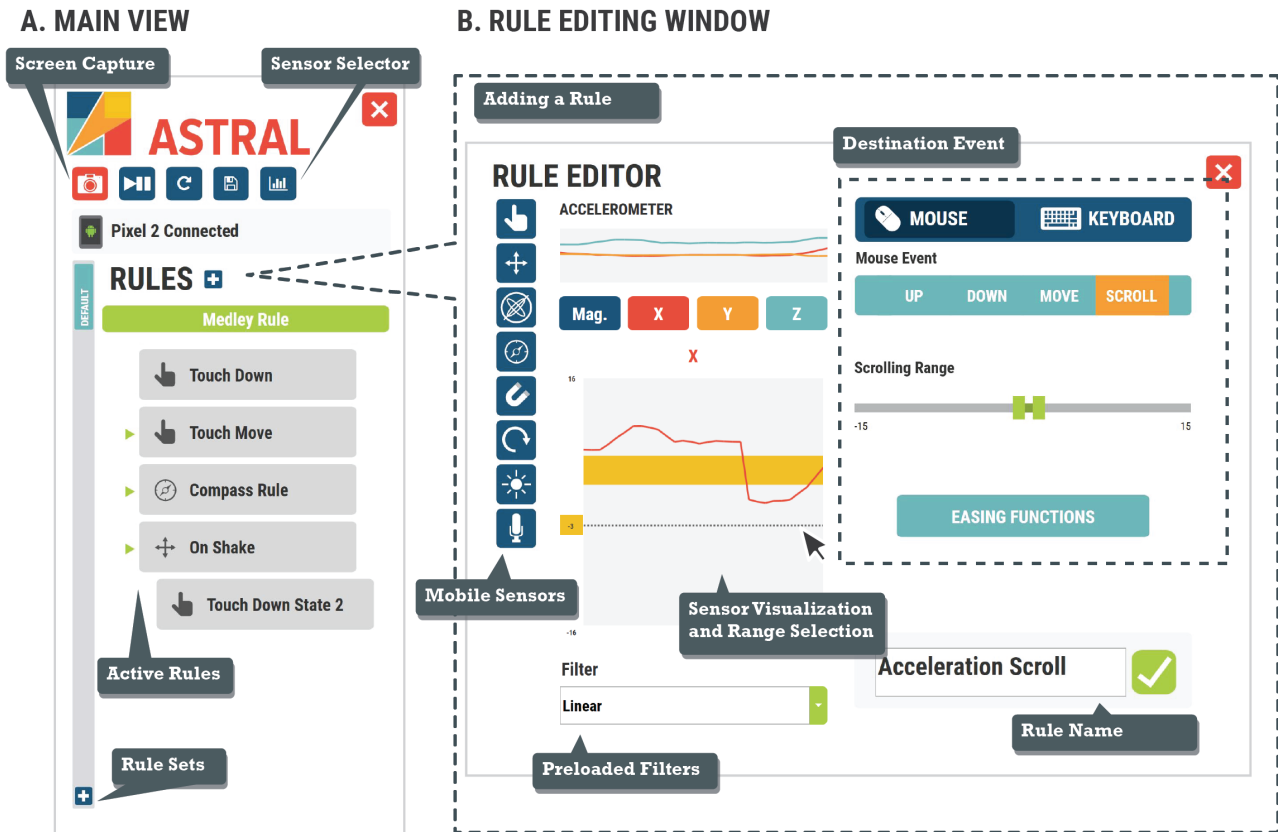 A. MAIN VIEW
Screen Capture
Sensor Selector
ASTRAL
Pixel 2 Connected
DEFAULT
RULES
Medley Rule
Touch Down
Touch Move
Compass Rule
On Shake
Touch Down State 2
Active Rules
Rule Sets
B. RULE EDITING WINDOW
Adding a Rule
RULE EDITOR
ACCELEROMETER
Mag.
X
Y
Z
X
16
-3
-16
Mobile Sensors
Sensor Visualization
and Range Selection
Filter
Linear
Preloaded Filters
Destination Event
MOUSE
KEYBOARD
Mouse Event
UP
DOWN
MOVE
SCROLL
Scrolling Range
-15
15
EASING FUNCTIONS
Acceleration Scroll
Rule Name